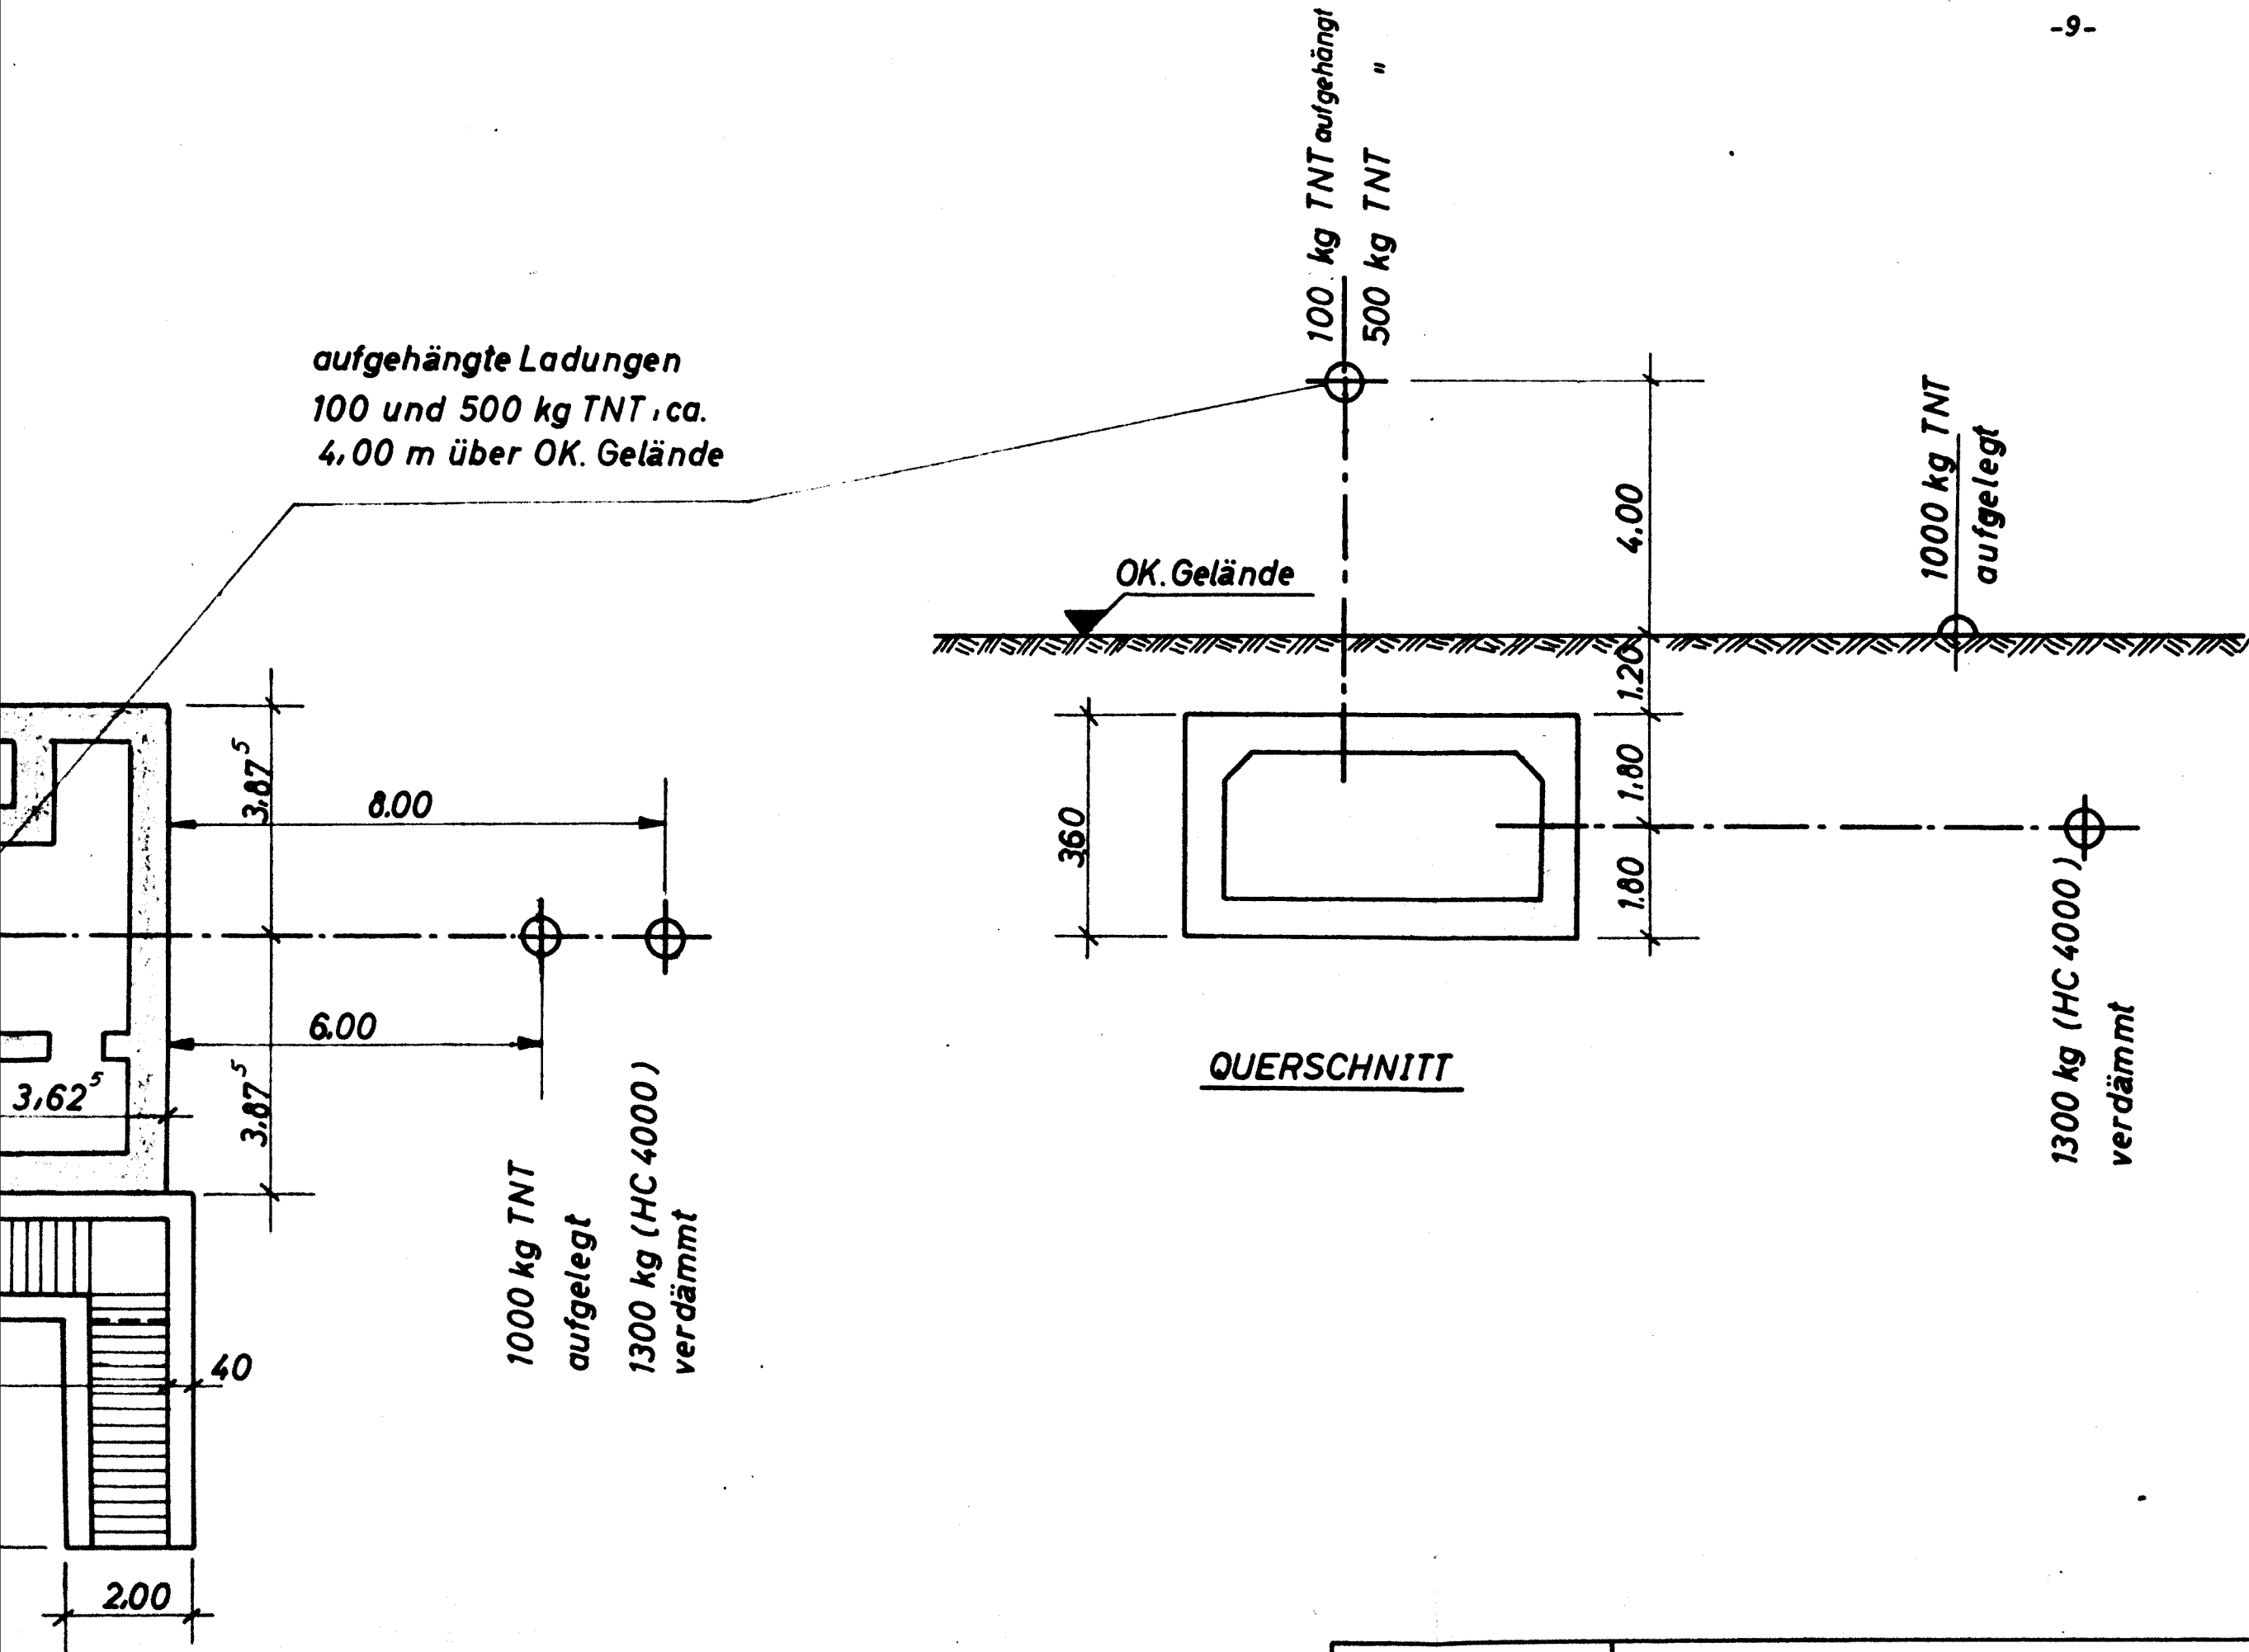 -9-
100 kg TNT aufgehängt
500 kg TNT "
aufgehängte Ladungen
100 und 500 kg TNT, ca.
4,00 m über OK. Gelände
1000 kg TNT
aufgelegt
4,00
OK. Gelände
1.20
3,87⁵
8.00
1.80
360
1.80
6.00
3,62⁵
3,87⁵
QUERSCHNITT
1300 kg (HC 4000)
verdämmt
1000 kg TNT
aufgelegt
1300 kg (HC 4000)
verdämmt
40
2,00